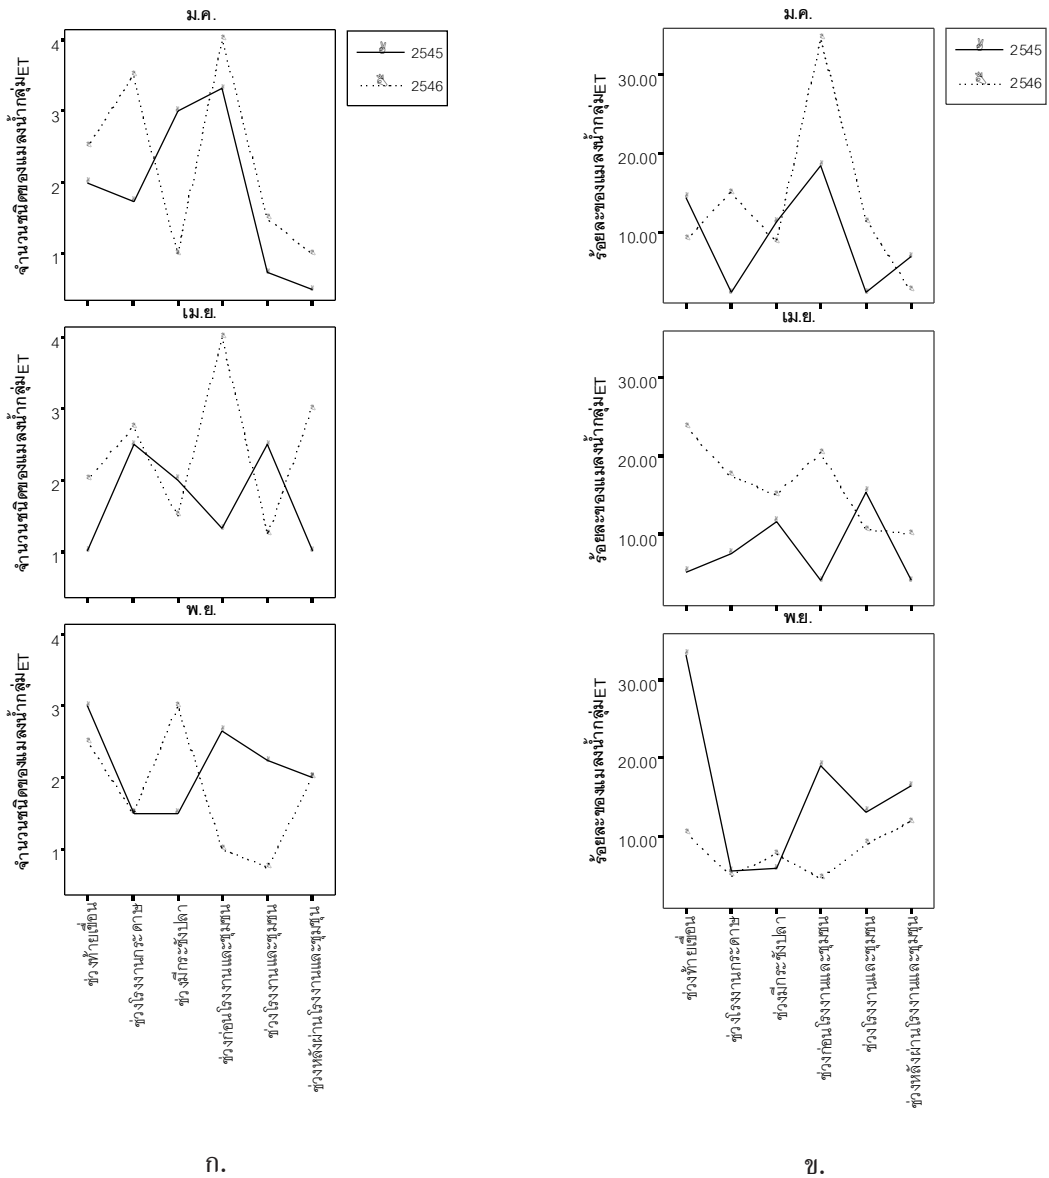 ม.ค.
จำนวนชนิดของแมลงน้ำกลุ่มET
4
3
2
1
2545
2546
เม.ย.
จำนวนชนิดของแมลงน้ำกลุ่มET
4
3
2
1
พ.ย.
จำนวนชนิดของแมลงน้ำกลุ่มET
4
3
2
1
ช่วงท้ายเขื่อน
ช่วงโรงงานกระดาษ
ช่วงมีกระชังปลา
ช่วงก่อนโรงงานและชุมชน
ช่วงโรงงานและชุมชน
ช่วงหลังผ่านโรงงานและชุมชุน
ก.
ม.ค.
ร้อยละของแมลงน้ำกลุ่มET
30.00
20.00
10.00
2545
2546
เม.ย.
ร้อยละของแมลงน้ำกลุ่มET
30.00
20.00
10.00
พ.ย.
ร้อยละของแมลงน้ำกลุ่มET
30.00
20.00
10.00
ช่วงท้ายเขื่อน
ช่วงโรงงานกระดาษ
ช่วงมีกระชังปลา
ช่วงก่อนโรงงานและชุมชน
ช่วงโรงงานและชุมชน
ช่วงหลังผ่านโรงงานและชุมชุน
ข.